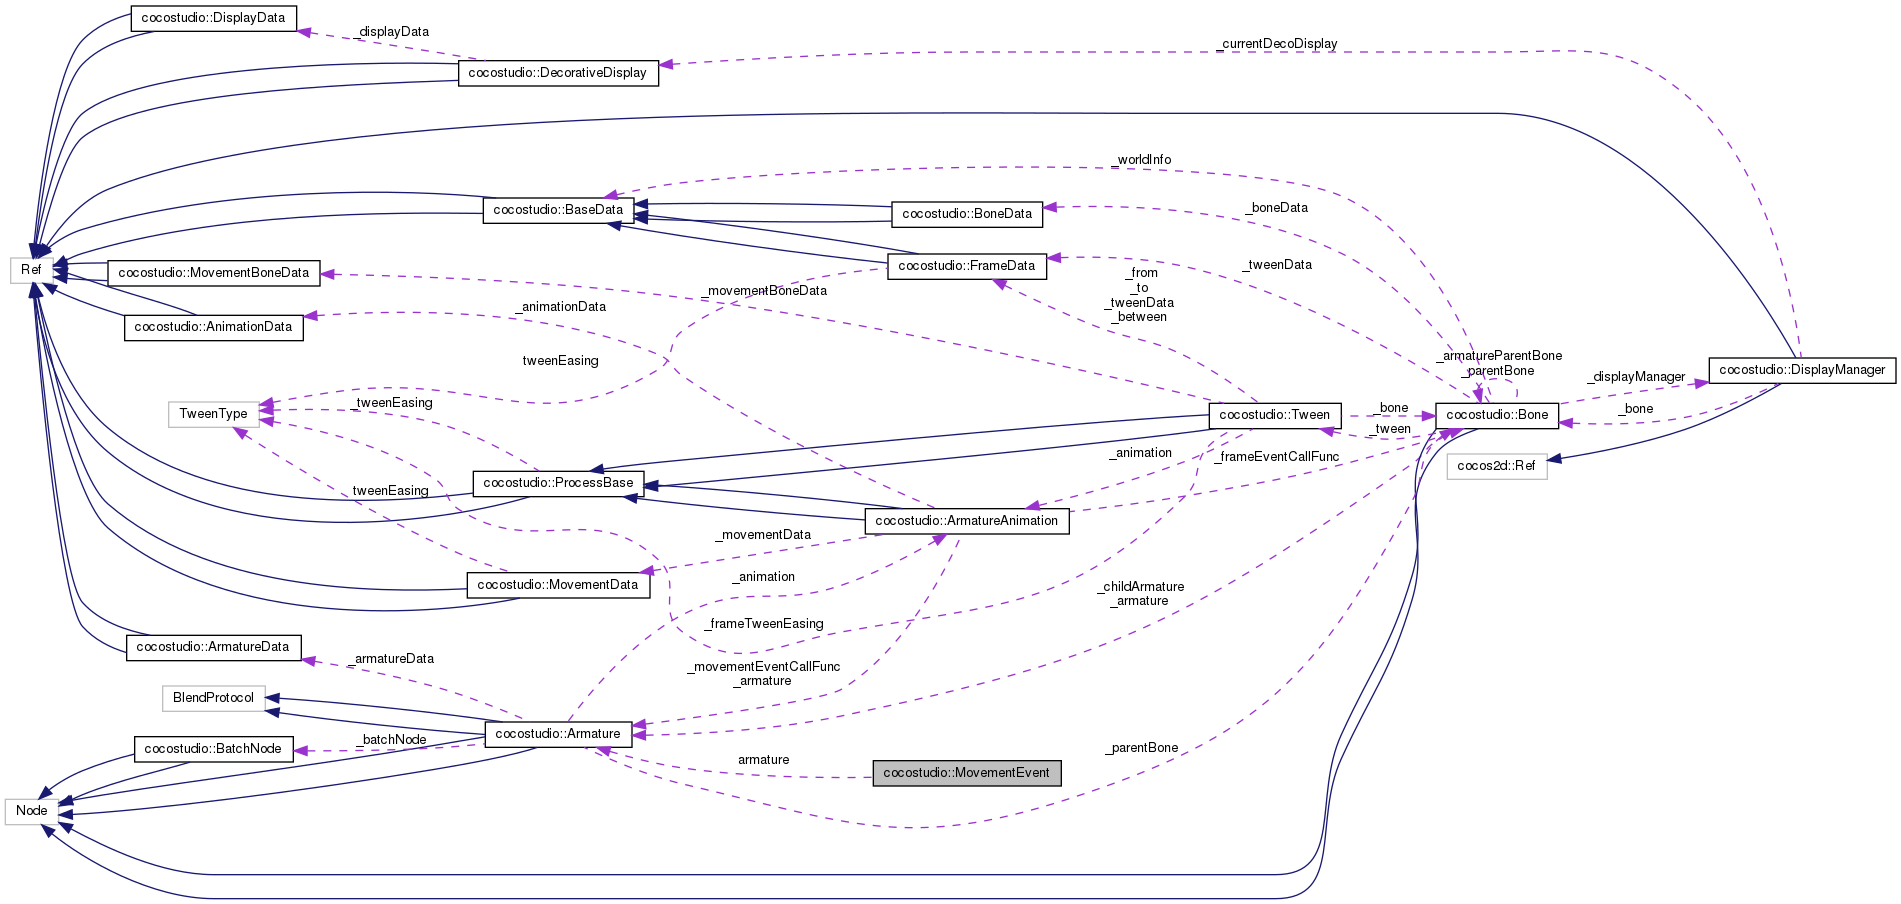 cocostudio::DisplayData
_displayData
_currentDecoDisplay
cocostudio::DecorativeDisplay
_worldInfo
cocostudio::BaseData
cocostudio::BoneData
_boneData
Ref
cocostudio::MovementBoneData
cocostudio::FrameData
_tweenData
_from
_to
_tweenData
_between
_movementBoneData
_animationData
cocostudio::AnimationData
tweenEasing
_armatureParentBone
_parentBone
_displayManager
cocostudio::DisplayManager
TweenType
_tweenEasing
cocostudio::Tween
_bone
cocostudio::Bone
_bone
_tween
_animation
_frameEventCallFunc
cocos2d::Ref
cocostudio::ProcessBase
tweenEasing
cocostudio::ArmatureAnimation
_movementData
_animation
cocostudio::MovementData
_childArmature
_armature
_frameTweenEasing
cocostudio::ArmatureData
_armatureData
_movementEventCallFunc
_armature
BlendProtocol
cocostudio::Armature
cocostudio::BatchNode
_batchNode
_parentBone
armature
cocostudio::MovementEvent
Node